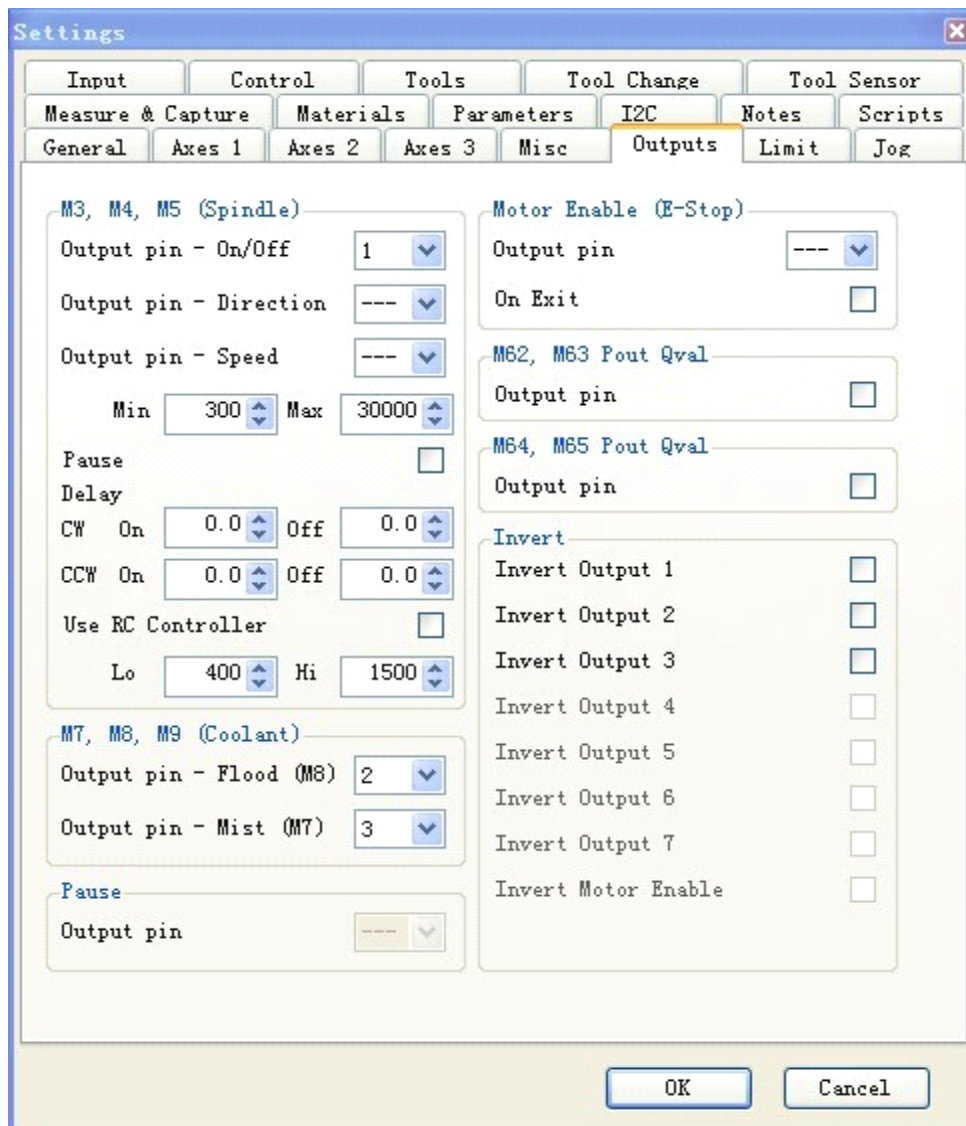 Settings
Input Control Tools Tool Change Tool Sensor
Measure & Capture Materials Parameters I2C Notes Scripts
General Axes 1 Axes 2 Axes 3 Misc Outputs Limit Jog
M3, M4, M5 (Spindle)
Output pin - On/Off 1
Output pin - Direction ---
Output pin - Speed ---
Min 300 Max 30000
Pause
Delay
CW On 0.0 Off 0.0
CCW On 0.0 Off 0.0
Use RC Controller
Lo 400 Hi 1500
M7, M8, M9 (Coolant)
Output pin - Flood (M8) 2
Output pin - Mist (M7) 3
Pause
Output pin ---
Motor Enable (E-Stop)
Output pin ---
On Exit
M62, M63 Pout Qval
Output pin
M64, M65 Pout Qval
Output pin
Invert
Invert Output 1
Invert Output 2
Invert Output 3
Invert Output 4
Invert Output 5
Invert Output 6
Invert Output 7
Invert Motor Enable
OK Cancel